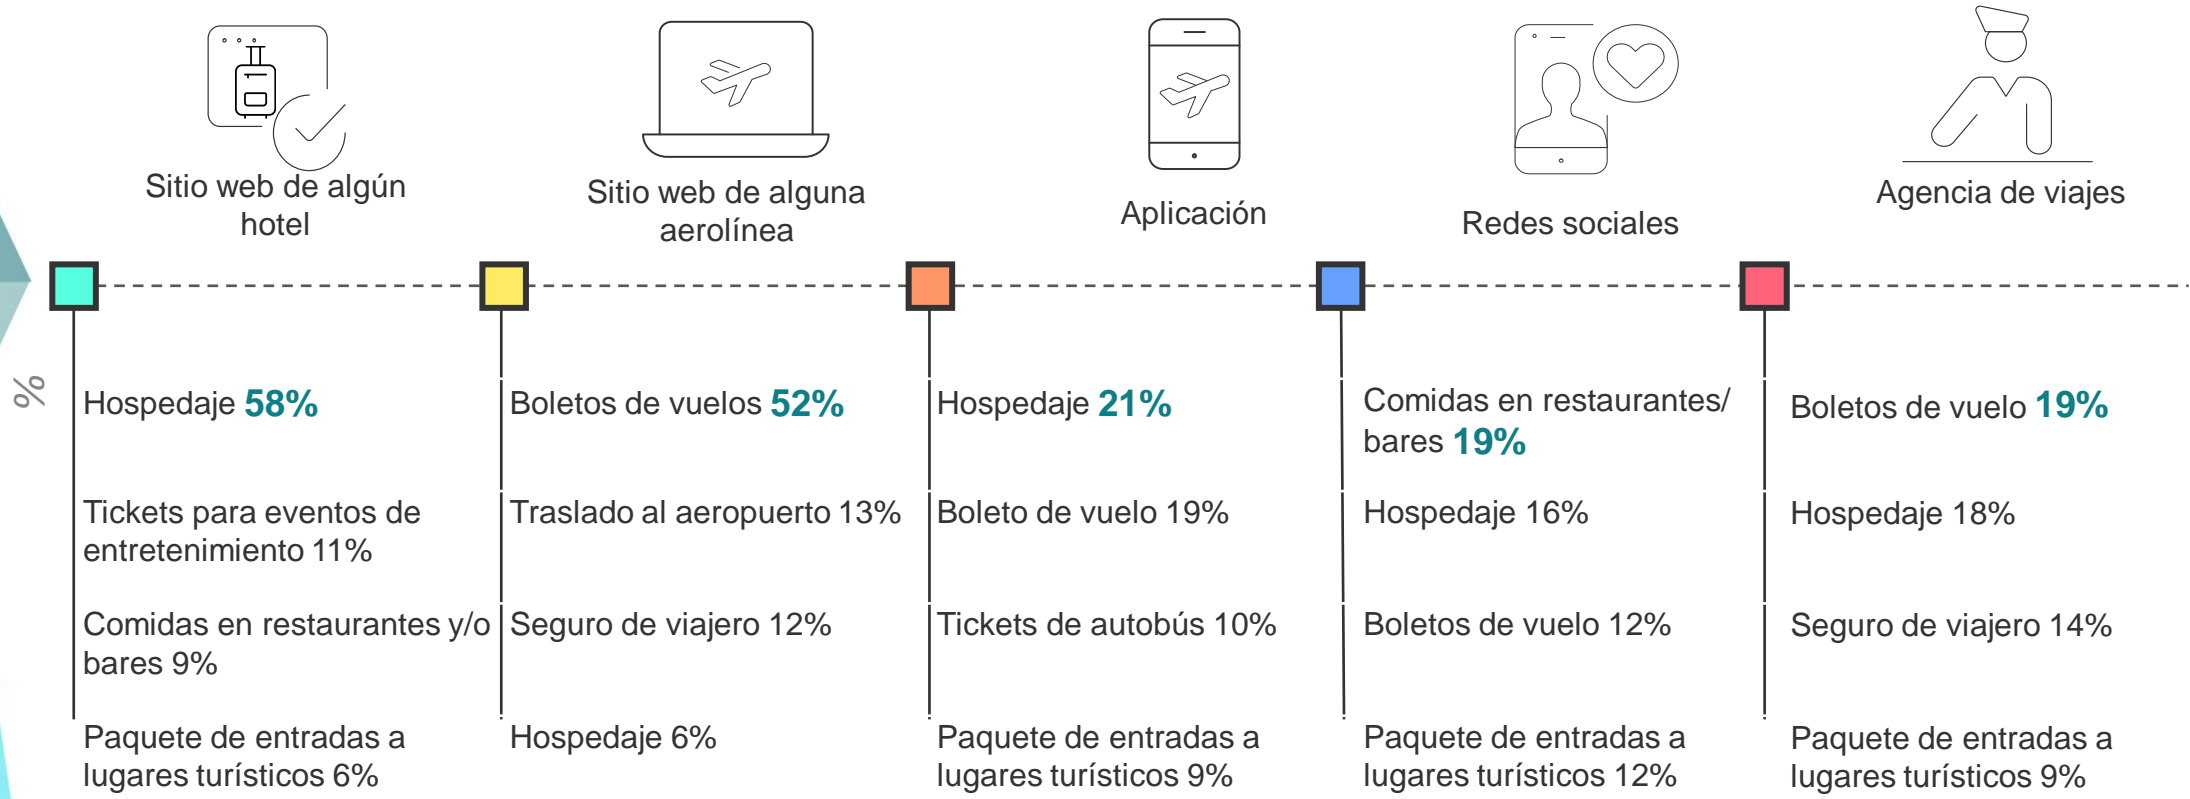 Sitio web de algún
hotel
Sitio web de alguna
aerolínea
Aplicación
Redes sociales
Agencia de viajes
%
Hospedaje 58%
Tickets para eventos de
entretenimiento 11%
Comidas en restaurantes y/o
bares 9%
Paquete de entradas a
lugares turísticos 6%
Boletos de vuelos 52%
Traslado al aeropuerto 13%
Seguro de viajero 12%
Hospedaje 6%
Hospedaje 21%
Boleto de vuelo 19%
Tickets de autobús 10%
Paquete de entradas a
lugares turísticos 9%
Comidas en restaurantes/
bares 19%
Hospedaje 16%
Boletos de vuelo 12%
Paquete de entradas a
lugares turísticos 12%
Boletos de vuelo 19%
Hospedaje 18%
Seguro de viajero 14%
Paquete de entradas a
lugares turísticos 9%